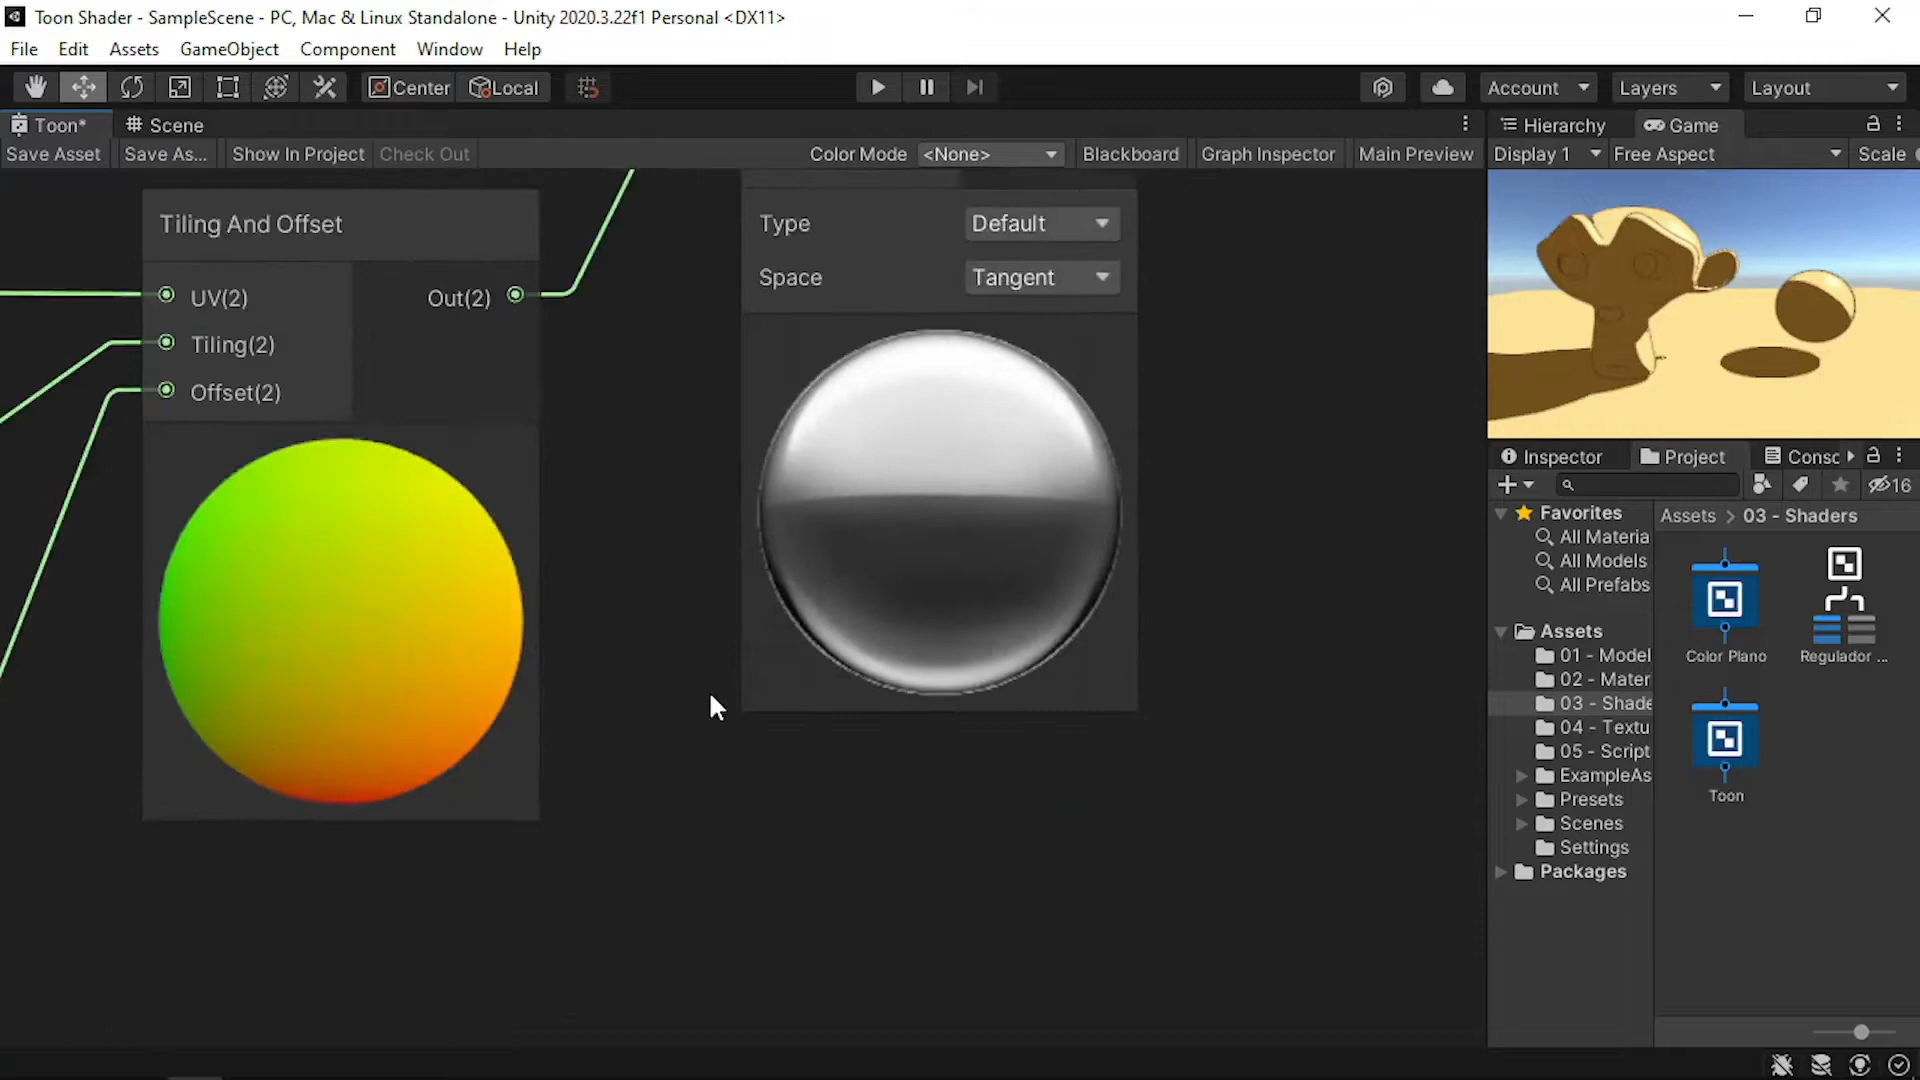 Toon Shader - SampleScene - PC, Mac & Linux Standalone - Unity 2020.3.22f1 Personal <DX11>
File Edit Assets GameObject Component Window Help
Center Local Account Layers Layout
Toon* Scene Hierarchy Game
Save Asset Save As... Show In Project Check Out Color Mode <None> Blackboard Graph Inspector Main Preview Display 1 Free Aspect Scale
Tiling And Offset
UV(2) Out(2)
Tiling(2)
Offset(2)
Type Default
Space Tangent
Inspector Project Consc
16
Favorites
All Materia
All Models
All Prefabs
Assets
01 - Model
02 - Mater
03 - Shade
04 - Textu
05 - Script
ExampleAs
Presets
Scenes
Settings
Packages
Assets > 03 - Shaders
Color Plano Regulador ...
Toon